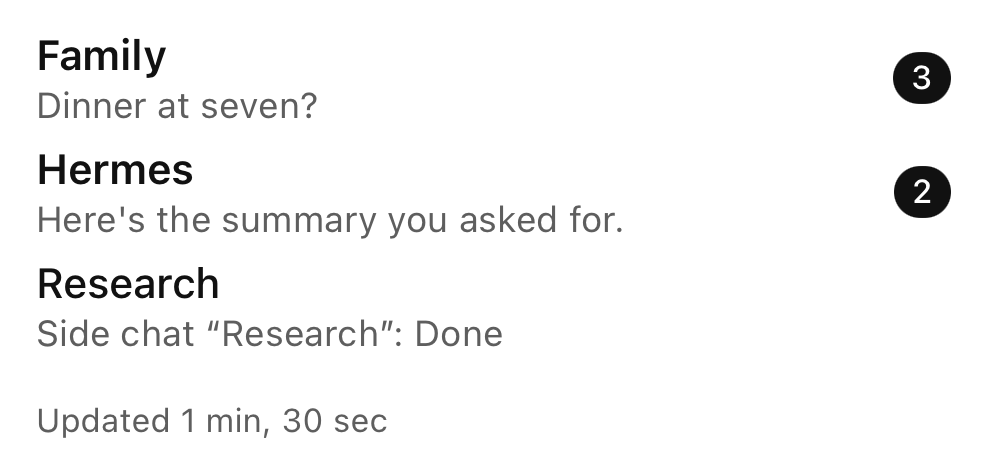 Family
3
Dinner at seven?
Hermes
2
Here's the summary you asked for.
Research
Side chat “Research”: Done
Updated 1 min, 30 sec